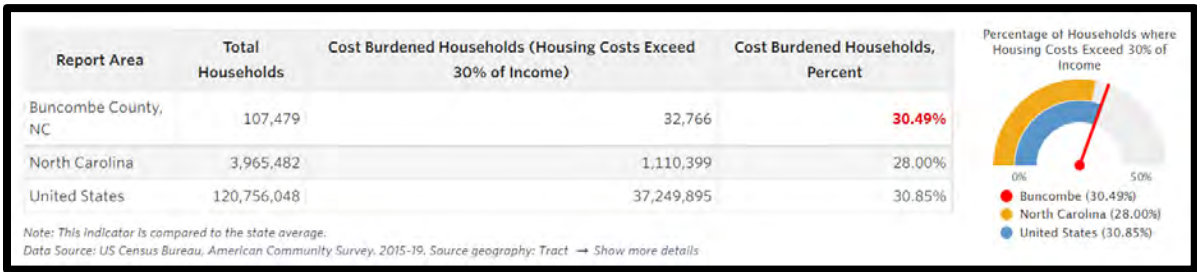 Report Area
Total
Households
Cost Burdened Households (Housing Costs Exceed
30% of Income)
Cost Burdened Households,
Percent
Buncombe County,
NC
107,479
32,766
30.49%
North Carolina
3,965,482
1,110,399
28.00%
United States
120,756,048
37,249,895
30.85%
Note: This indicator is compared to the state average.
Data Source: US Census Bureau, American Community Survey. 2015-19. Source geography: Tract → Show more details
Percentage of Households where
Housing Costs Exceed 30% of
Income
0%
50%
Buncombe (30.49%)
North Carolina (28.00%)
United States (30.85%)